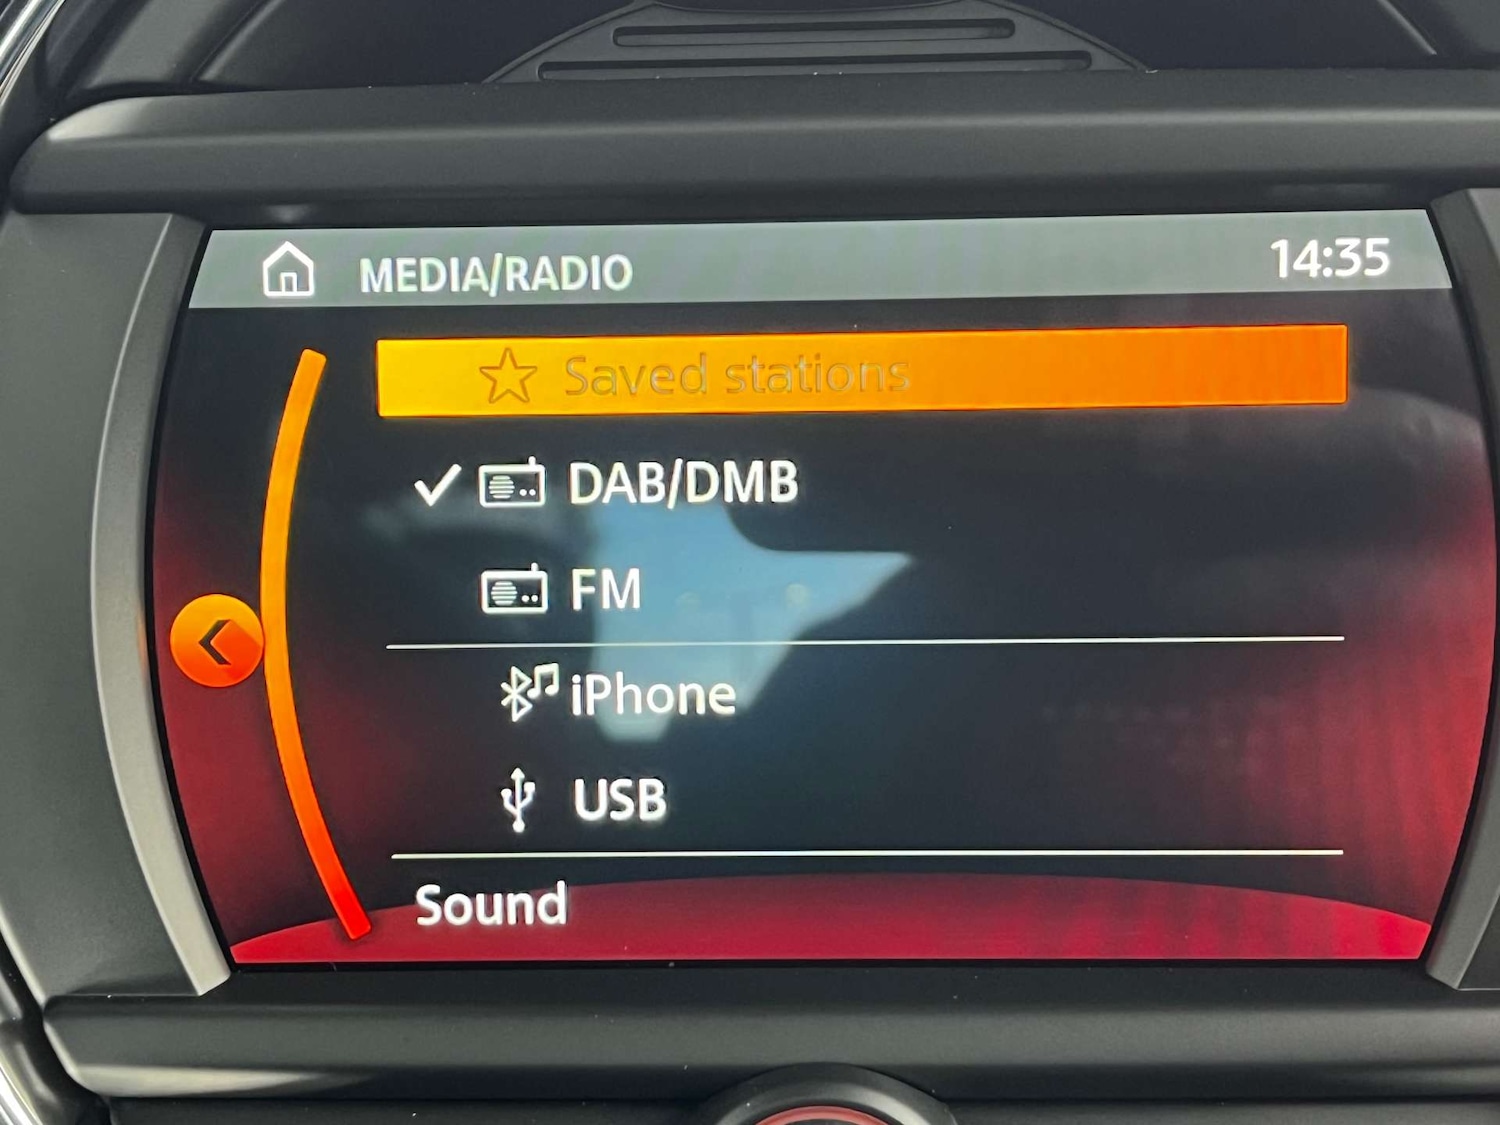 MEDIA/RADIO 14:35
Saved stations
DAB/DMB
FM
iPhone
USB
Sound